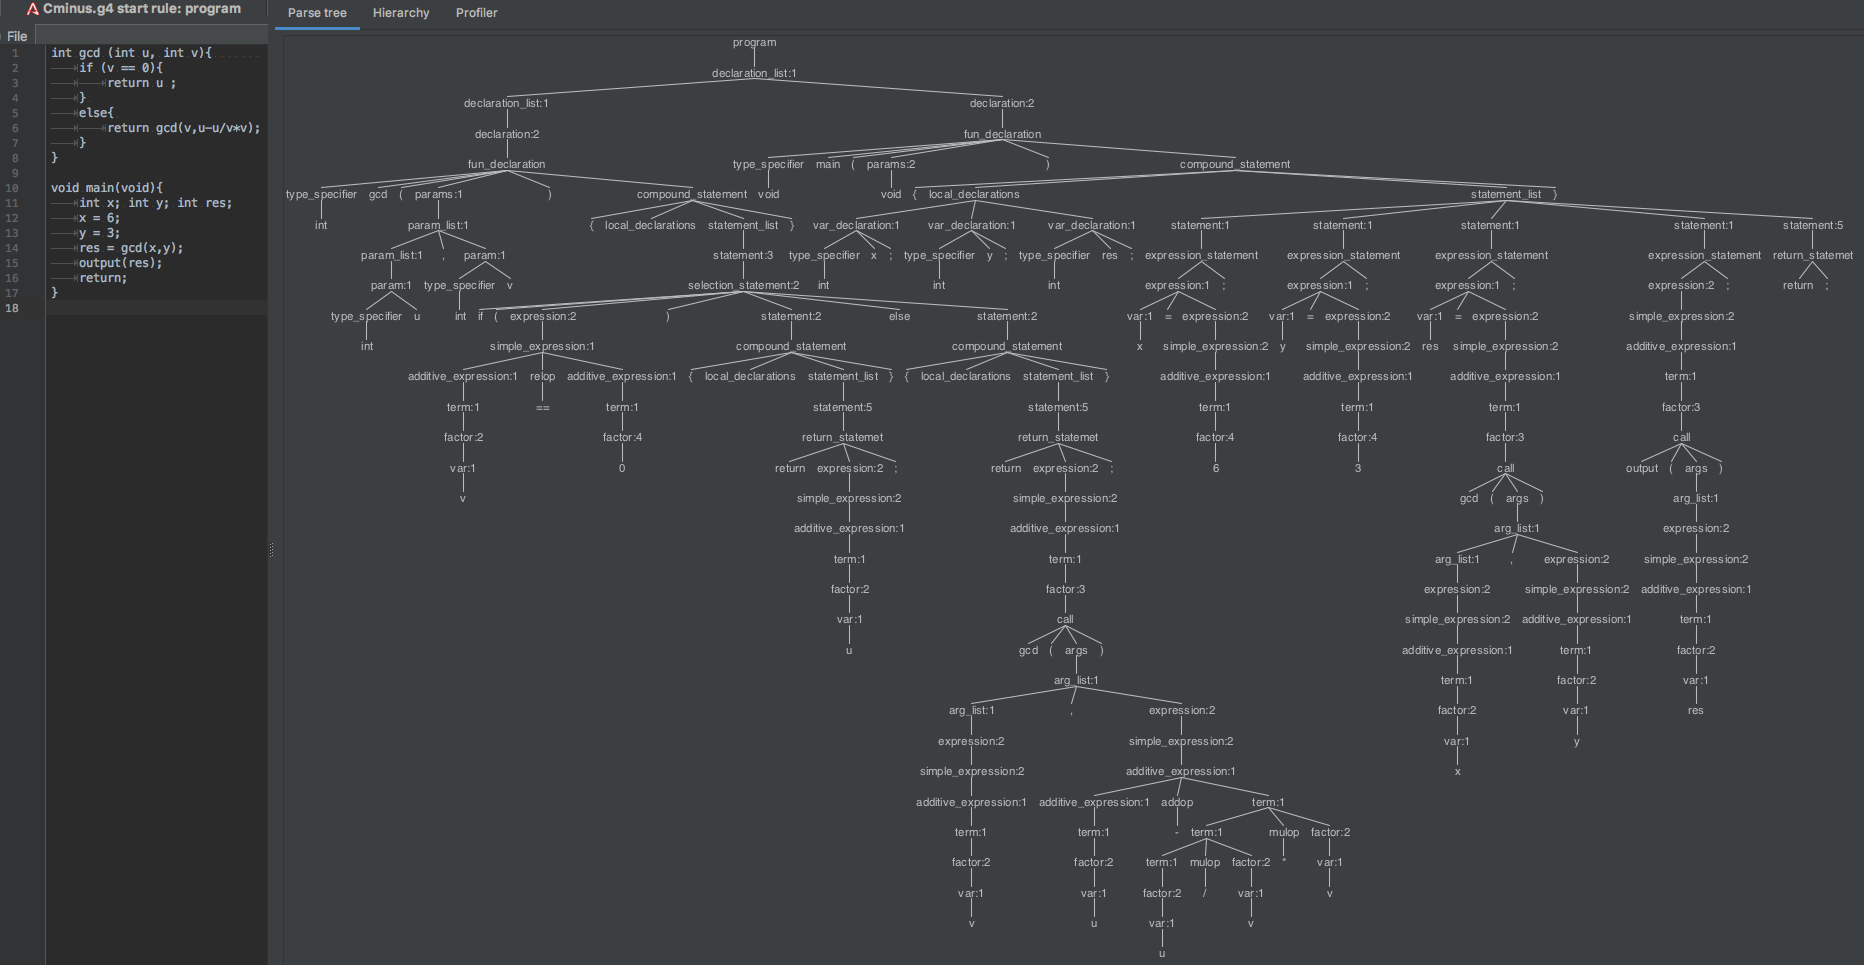 Cminus.g4 start rule: program
Parse tree Hierarchy Profiler
File
1 int gcd (int u, int v){
2 if (v == 0){
3 return u ;
4 }
5 else{
6 return gcd(v,u-u/v*v);
7 }
8 }
9
10 void main(void){
11 int x; int y; int res;
12 x = 6;
13 y = 3;
14 res = gcd(x,y);
15 output(res);
16 return;
17 }
18
program
declaration_list:1
declaration_list:1 declaration:2
declaration:2 fun_declaration
fun_declaration type_specifier main ( params:2 ) compound_statement
type_specifier gcd ( params:1 ) compound_statement void void { local_declarations statement_list }
int param_list:1 { local_declarations statement_list } var_declaration:1 var_declaration:1 var_declaration:1 statement:1 statement:1 statement:1 statement:1 statement:5
param_list:1 , param:1 statement:3 type_specifier x ; type_specifier y ; type_specifier res ; expression_statement expression_statement expression_statement expression_statement return_statemet
param:1 type_specifier v selection_statement:2 int int int expression:1 ; expression:1 ; expression:1 ; expression:2 ; return ;
type_specifier u int if ( expression:2 ) statement:2 else statement:2 var:1 = expression:2 var:1 = expression:2 var:1 = expression:2 simple_expression:2
int simple_expression:1 compound_statement compound_statement x simple_expression:2 y simple_expression:2 res simple_expression:2 additive_expression:1
additive_expression:1 relop additive_expression:1 { local_declarations statement_list } { local_declarations statement_list } additive_expression:1 additive_expression:1 additive_expression:1 term:1
term:1 == term:1 statement:5 statement:5 term:1 term:1 term:1 factor:3
factor:2 factor:4 return_statemet return_statemet factor:4 factor:4 factor:3 call
var:1 0 return expression:2 ; return expression:2 ; 6 3 call output ( args )
v simple_expression:2 simple_expression:2 gcd ( args ) arg_list:1
additive_expression:1 additive_expression:1 arg_list:1 expression:2
term:1 term:1 arg_list:1 , expression:2 simple_expression:2
factor:2 factor:3 expression:2 simple_expression:2 additive_expression:1
var:1 call simple_expression:2 additive_expression:1 term:1
u gcd ( args ) additive_expression:1 term:1 factor:2
arg_list:1 term:1 factor:2 var:1
arg_list:1 , expression:2 factor:2 var:1 res
expression:2 simple_expression:2 var:1 y
simple_expression:2 additive_expression:1 x
additive_expression:1 additive_expression:1 addop term:1
term:1 term:1 - term:1 mulop factor:2
factor:2 factor:2 term:1 mulop factor:2 * var:1
var:1 var:1 factor:2 / var:1 v
v u var:1 v
u